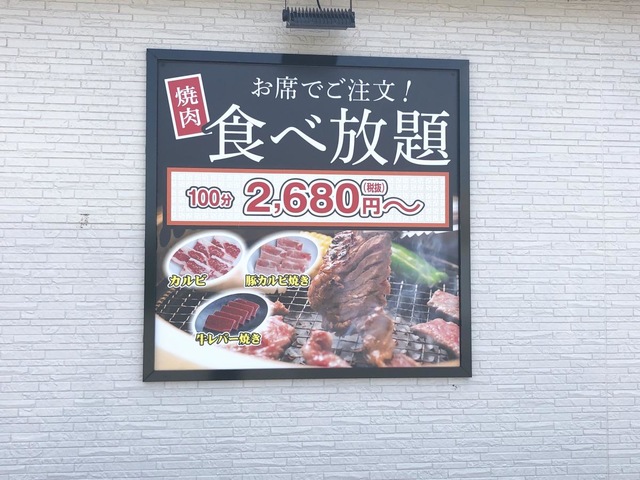 お席でご注文!
焼肉
食べ放題
100分 2,680円(税抜)～
カルビ
豚カルビ焼き
牛レバー焼き